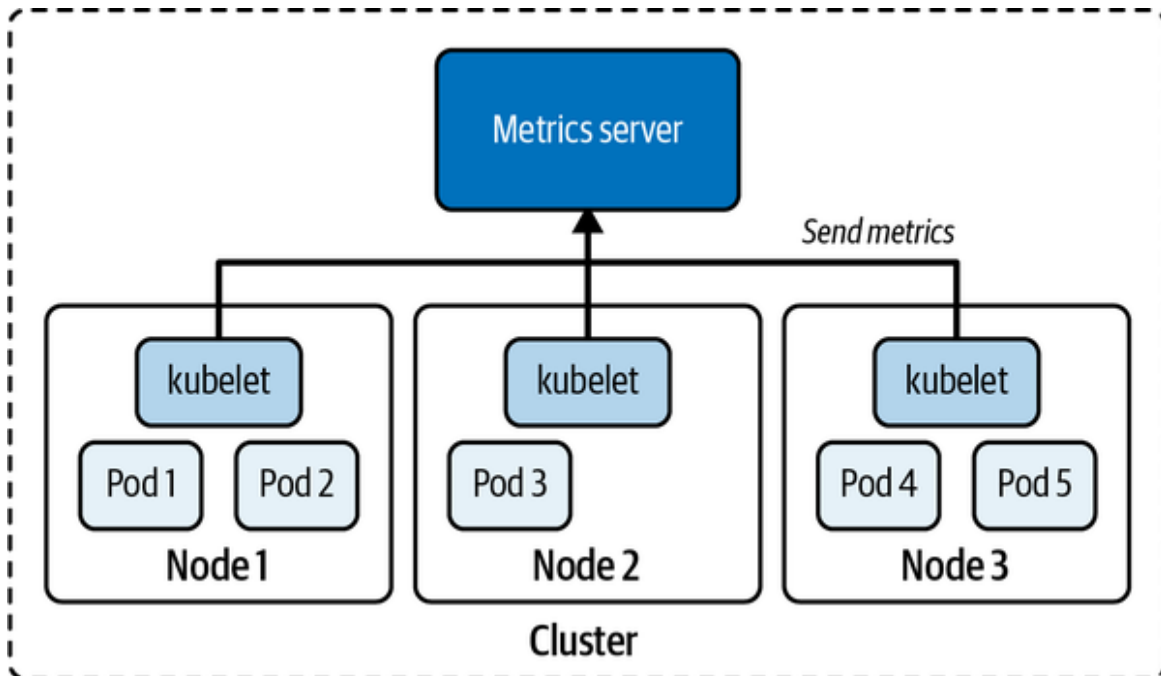 Metrics server
Send metrics
kubelet
kubelet
kubelet
Pod 1
Pod 2
Pod 3
Pod 4
Pod 5
Node 1
Node 2
Node 3
Cluster